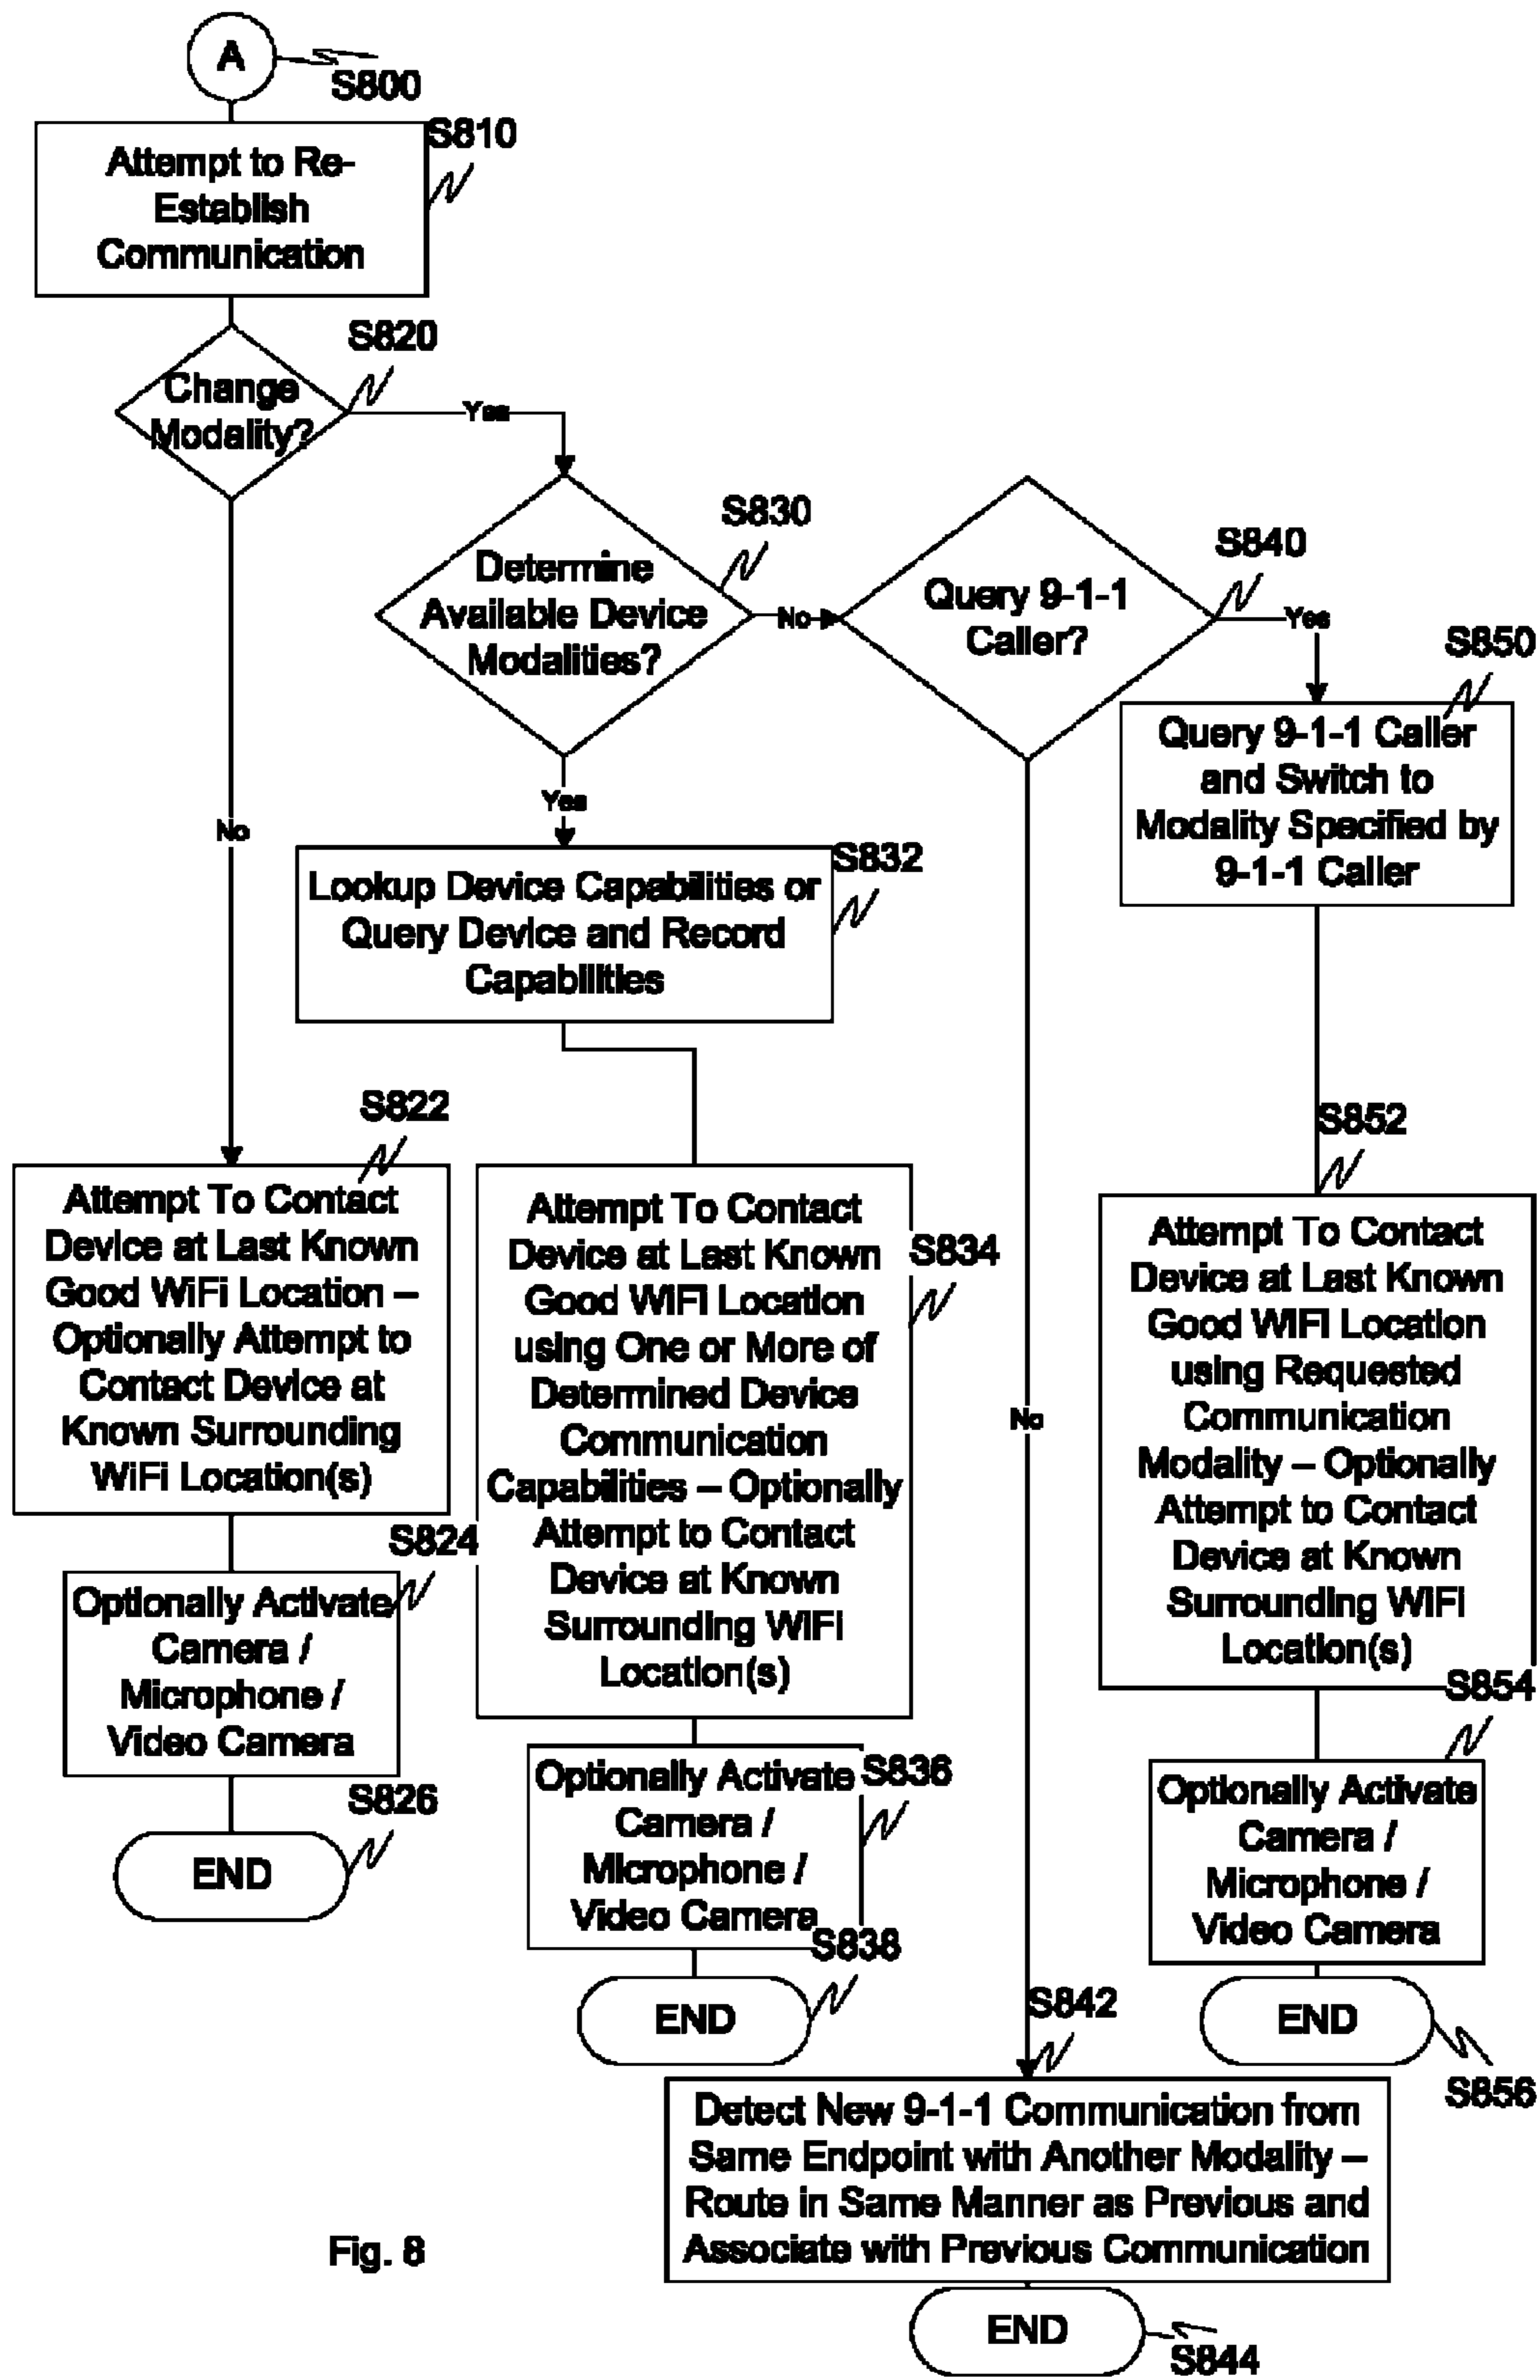 A
S800
S810
Attempt to Re-
Establish
Communication
S820
Change
Modality?
Yes
S830
Determine
Available Device
Modalities?
No
S840
Query 9-1-1
Caller?
Yes
S850
Query 9-1-1 Caller
and Switch to
Modality Specified by
9-1-1 Caller
No
Yes
S832
Lookup Device Capabilities or
Query Device and Record
Capabilities
S822
Attempt To Contact
Device at Last Known
Good WiFi Location –
Optionally Attempt to
Contact Device at
Known Surrounding
WiFi Location(s)
S834
Attempt To Contact
Device at Last Known
Good WiFi Location
using One or More of
Determined Device
Communication
Capabilities – Optionally
Attempt to Contact
Device at Known
Surrounding WiFi
Location(s)
No
S852
Attempt To Contact
Device at Last Known
Good WiFi Location
using Requested
Communication
Modality – Optionally
Attempt to Contact
Device at Known
Surrounding WiFi
Location(s)
S824
Optionally Activate
Camera /
Microphone /
Video Camera
S826
END
S836
Optionally Activate
Camera /
Microphone /
Video Camera
S838
END
S854
Optionally Activate
Camera /
Microphone /
Video Camera
END
S856
S842
Detect New 9-1-1 Communication from
Same Endpoint with Another Modality –
Route in Same Manner as Previous and
Associate with Previous Communication
END
S844
Fig. 8